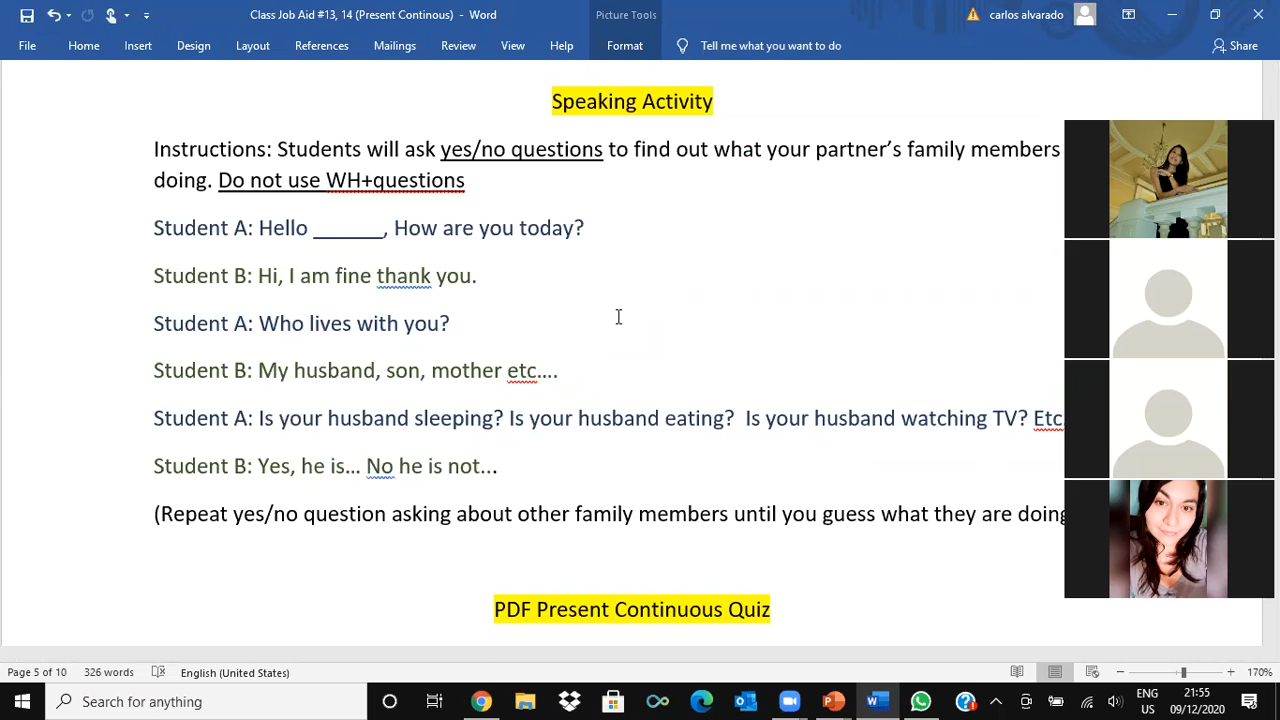 Class Job Aid #13, 14 (Present Continous) - Word
Picture Tools
carlos alvarado
File Home Insert Design Layout References Mailings Review View Help Format Tell me what you want to do Share
Speaking Activity
Instructions: Students will ask yes/no questions to find out what your partner's family members
doing. Do not use WH+questions
Student A: Hello ______, How are you today?
Student B: Hi, I am fine thank you.
Student A: Who lives with you?
Student B: My husband, son, mother etc....
Student A: Is your husband sleeping? Is your husband eating?  Is your husband watching TV? Etc
Student B: Yes, he is... No he is not...
(Repeat yes/no question asking about other family members until you guess what they are doing
PDF Present Continuous Quiz
Page 5 of 10 326 words English (United States) 170%
Search for anything
ENG 21:55
US 09/12/2020